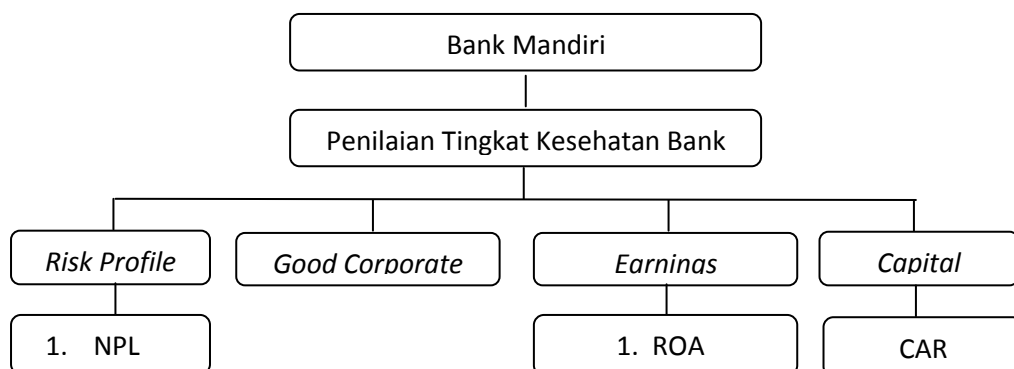 Bank Mandiri
Penilaian Tingkat Kesehatan Bank
Risk Profile
Good Corporate
Earnings
Capital
1. NPL
1. ROA
CAR